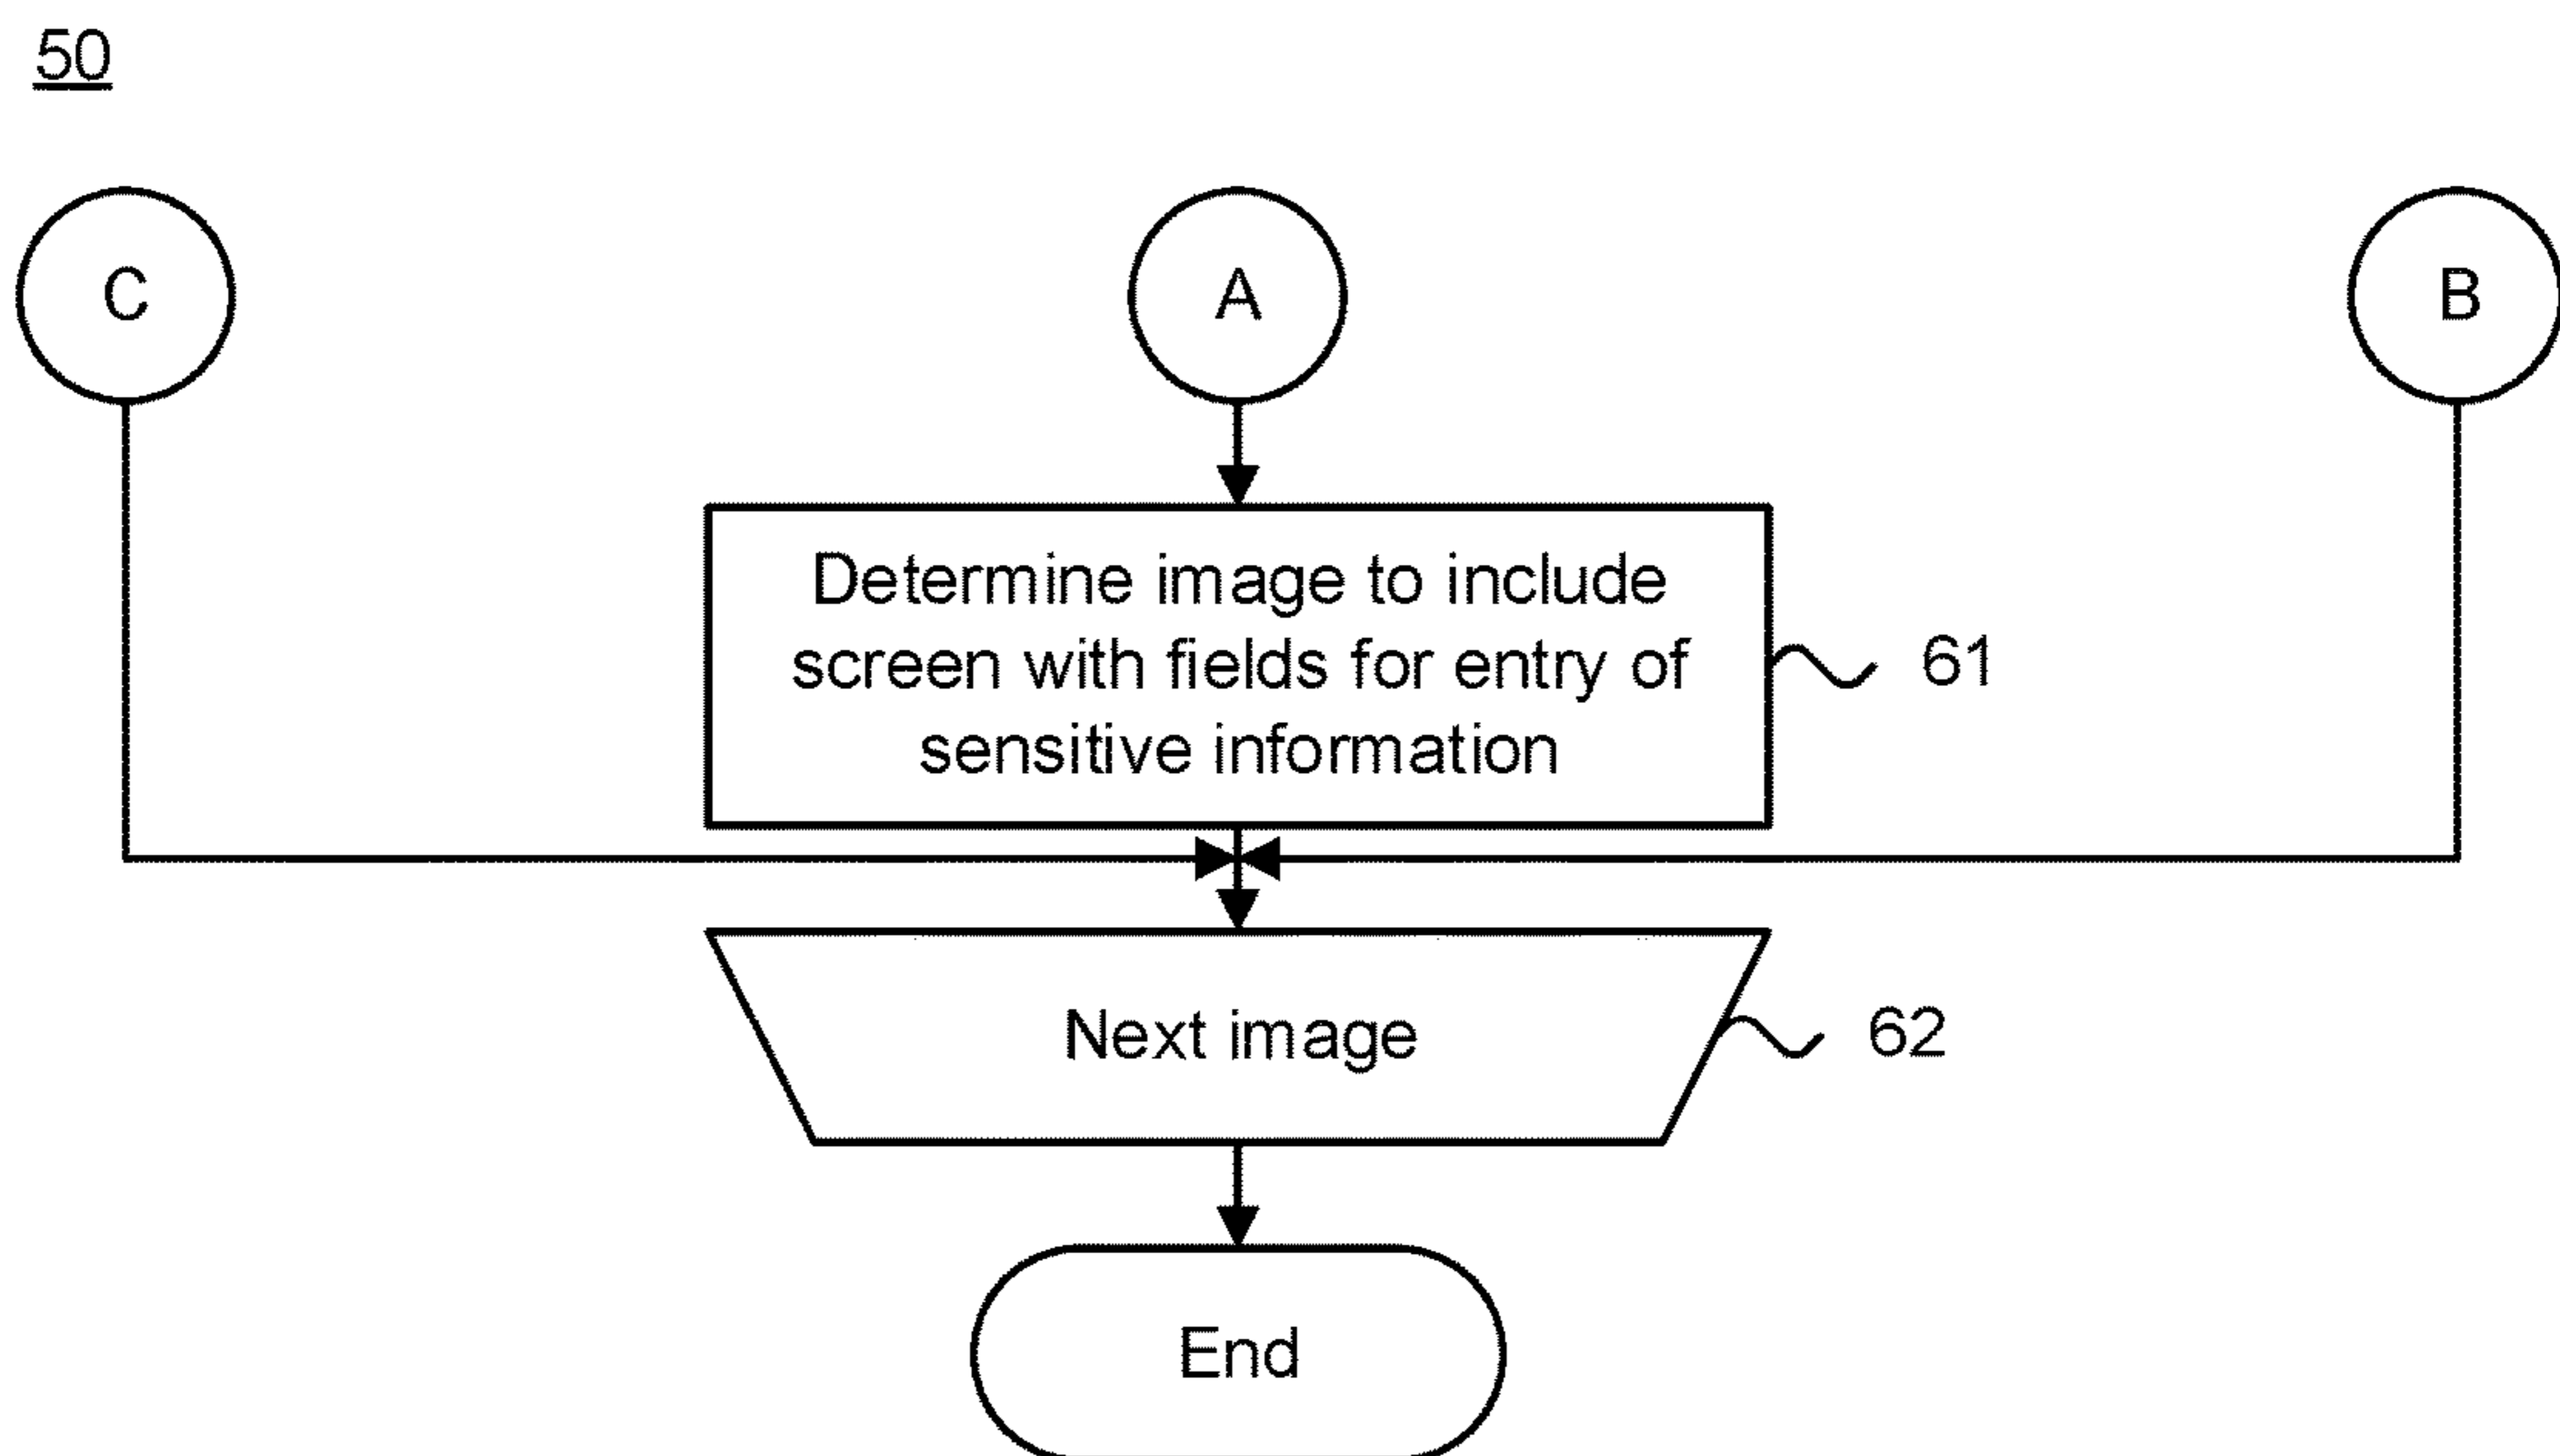 50
C
A
B
Determine image to include
screen with fields for entry of
sensitive information
61
Next image
62
End